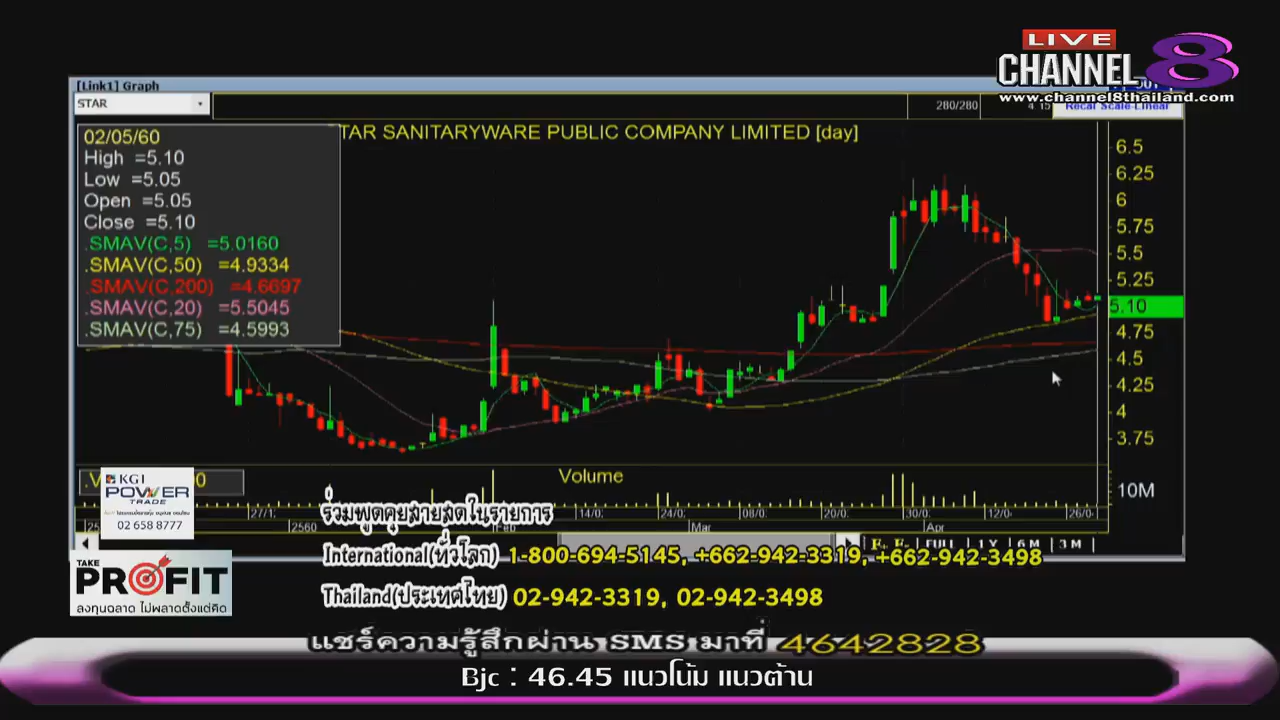 LIVE
CHANNEL 8
www.channel8thailand.com
[Link1] Graph
STAR
280/280
4.15
Recal Scale-Linear
TAR SANITARYWARE PUBLIC COMPANY LIMITED [day]
02/05/60
High =5.10
Low =5.05
Open =5.05
Close =5.10
.SMAV(C,5) =5.0160
.SMAV(C,50) =4.9334
.SMAV(C,200) =4.6697
.SMAV(C,20) =5.5045
.SMAV(C,75) =4.5993
6.5
6.25
6
5.75
5.5
5.25
5.10
4.75
4.5
4.25
4
3.75
Volume
10M
27/1
14/0
24/0
08/0
20/0
30/0
12/0
26/0
2560
Feb
Mar
Apr
FULL 1 Y 6 M 3 M
KGI
POWER
TRADE
02 658 8777
TAKE
PROFIT
ลงทุนฉลาด ไม่พลาดตั้งแต่คิด
ร่วมพูดคุยสายสดในรายการ
International(ทั่วโลก) 1-800-694-5145, +662-942-3319, +662-942-3498
Thailand(ประเทศไทย) 02-942-3319, 02-942-3498
แชร์ความรู้สึกผ่าน SMS มาที่ 4642828
Bjc : 46.45 แนวโน้ม แนวต้าน